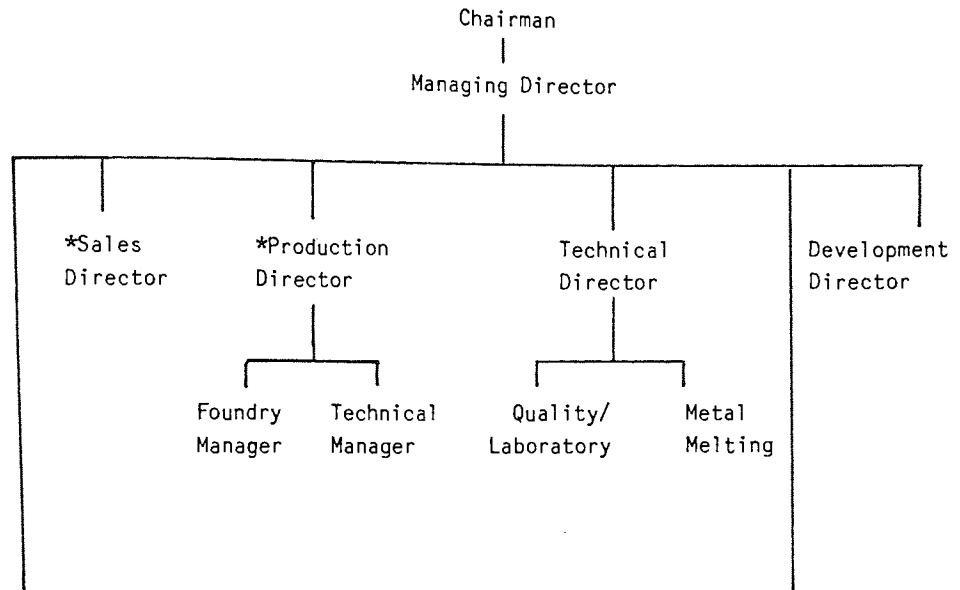 Chairman
Managing Director
*Sales
Director
*Production
Director
Technical
Director
Development
Director
Foundry
Manager
Technical
Manager
Quality/
Laboratory
Metal
Melting